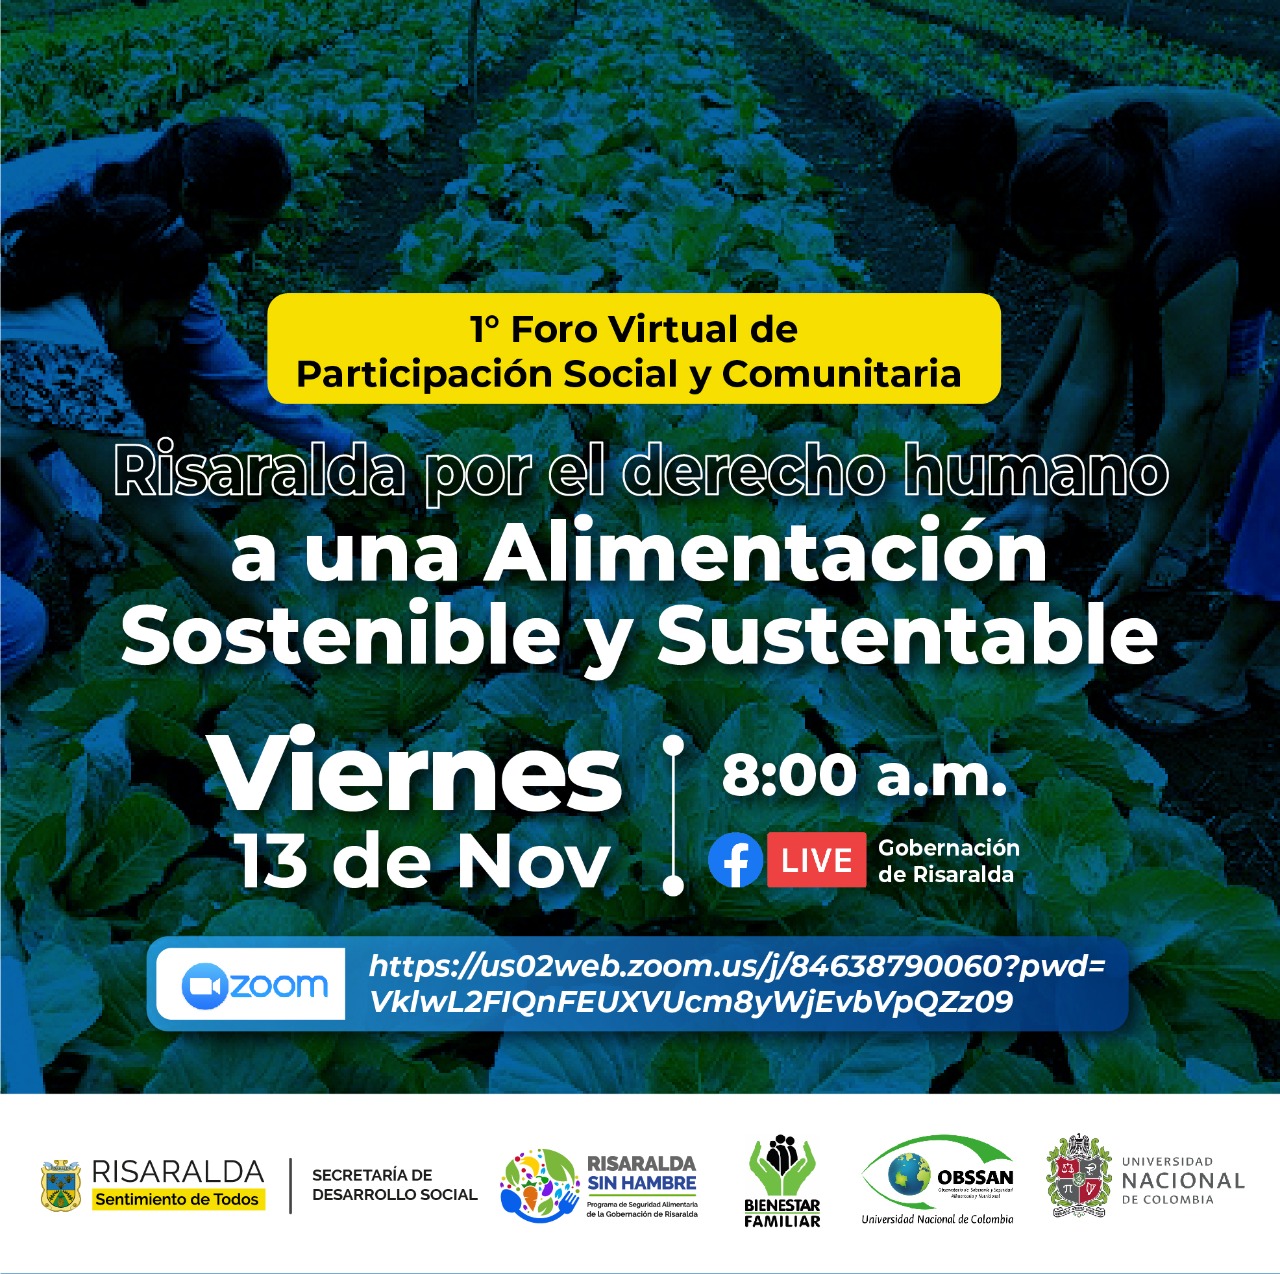 1° Foro Virtual de
Participación Social y Comunitaria
Risaralda por el derecho humano
a una Alimentación
Sostenible y Sustentable
Viernes
13 de Nov
8:00 a.m.
LIVE
Gobernación
de Risaralda
zoom
https://us02web.zoom.us/j/84638790060?pwd=
VklwL2FIQnFEUXVUcm8yWjEvbVpQZz09
RISARALDA
Sentimiento de Todos
SECRETARÍA DE
DESARROLLO SOCIAL
RISARALDA
SIN HAMBRE
Programa de Seguridad Alimentaria
de la Gobernación de Risaralda
BIENESTAR
FAMILIAR
OBSSAN
Universidad Nacional de Colombia
UNIVERSIDAD
NACIONAL
DE COLOMBIA